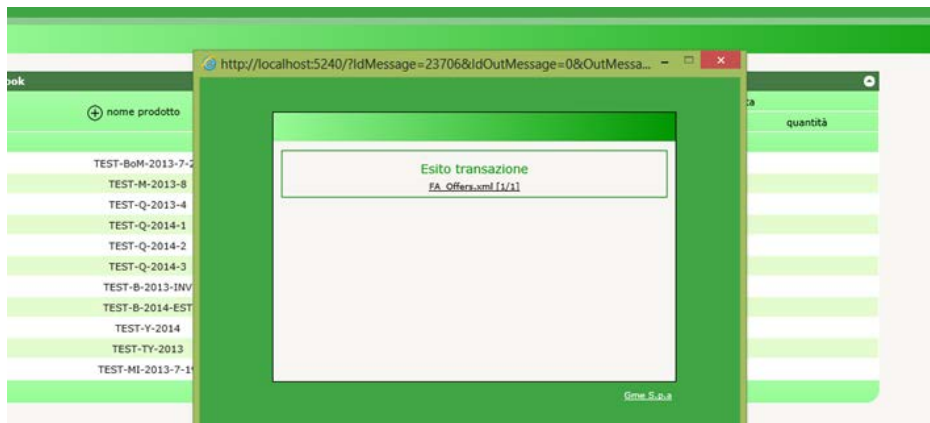 http://localhost:5240/?IdMessage=23706&IdOutMessage=0&OutMessa...
ook
ta
nome prodotto
quantità
TEST-BoM-2013-7-2
TEST-M-2013-8
TEST-Q-2013-4
TEST-Q-2014-1
TEST-Q-2014-2
TEST-Q-2014-3
TEST-B-2013-INV
TEST-B-2014-EST
TEST-Y-2014
TEST-TY-2013
TEST-MI-2013-7-1
Esito transazione
FA_Offers.xml [1/1]
Gme S.p.a